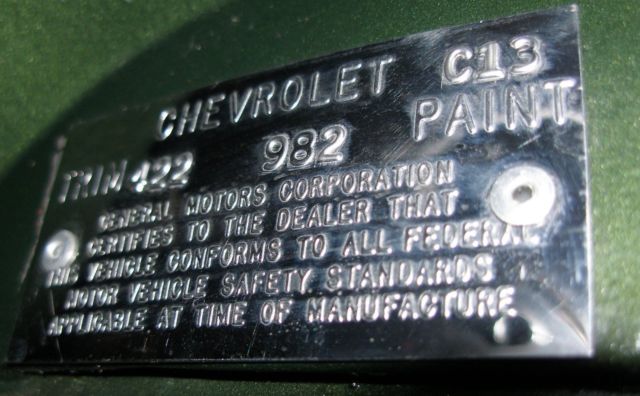 CHEVROLET C13
TRIM 422 982 PAINT
GENERAL MOTORS CORPORATION
CERTIFIES TO THE DEALER THAT
THIS VEHICLE CONFORMS TO ALL FEDERAL
MOTOR VEHICLE SAFETY STANDARDS
APPLICABLE AT TIME OF MANUFACTURE